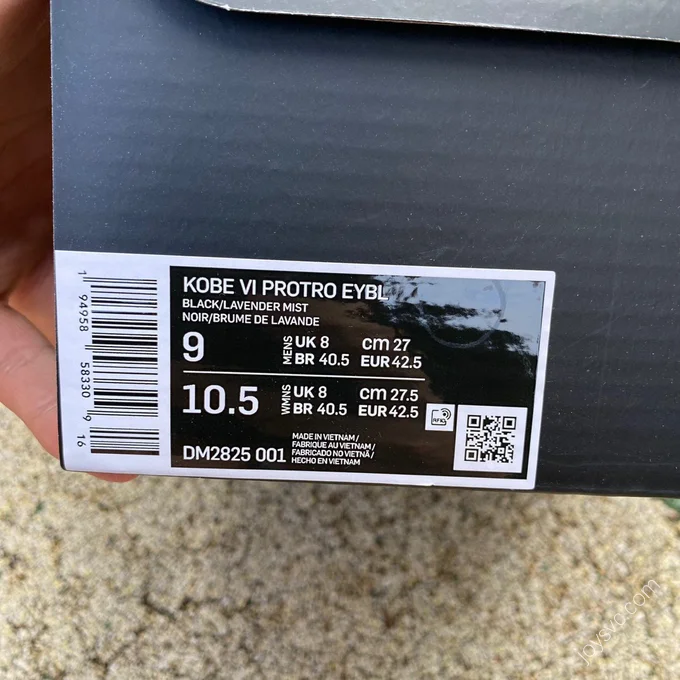 1 94958 58330 9 16
KOBE VI PROTRO EYBL
BLACK/LAVENDER MIST
NOIR/BRUME DE LAVANDE
9 MENS UK 8 cm 27
BR 40.5 EUR 42.5
10.5 WMNS UK 8 cm 27.5
BR 40.5 EUR 42.5
RFID
DM2825 001
MADE IN VIETNAM/
FABRIQUE AU VIETNAM/
FABRICADO NO VIETNÃ/
HECHO EN VIETNAM